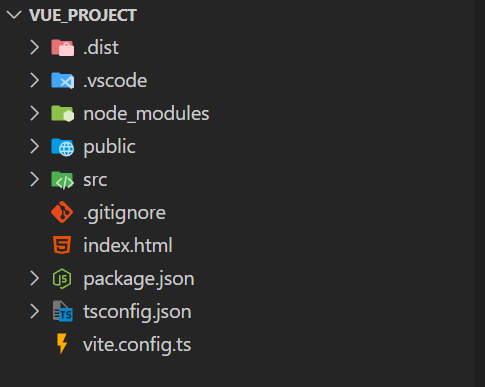 VUE_PROJECT
.dist
.vscode
node_modules
public
src
.gitignore
index.html
package.json
tsconfig.json
vite.config.ts